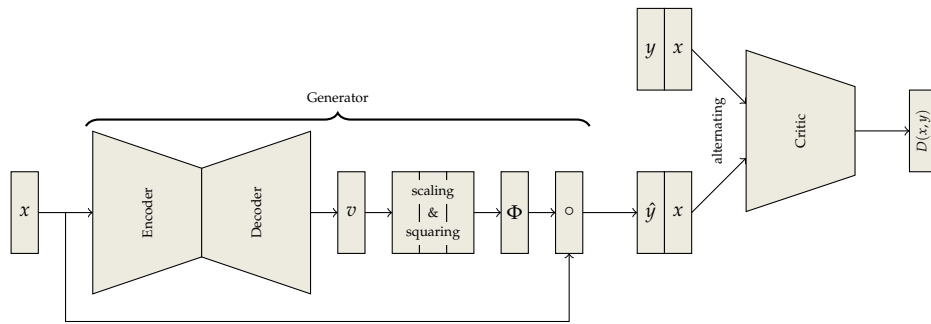 y x
Generator
alternating
Critic
D(x, y)
x
Encoder
Decoder
v
scaling
&
squaring
Φ
∘
ŷ x